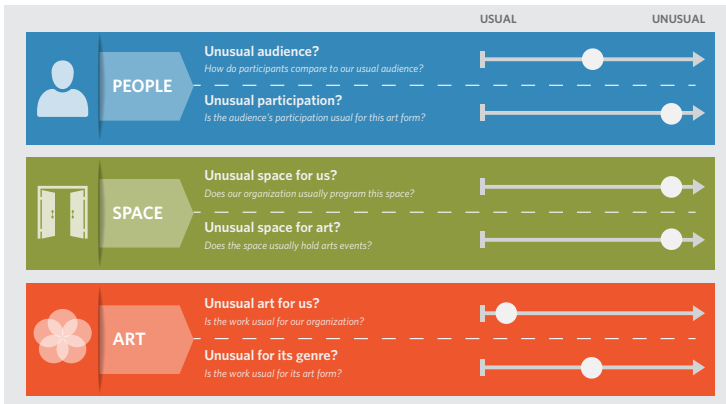 USUAL UNUSUAL
PEOPLE
Unusual audience?
How do participants compare to our usual audience?
Unusual participation?
Is the audience's participation usual for this art form?
SPACE
Unusual space for us?
Does our organization usually program this space?
Unusual space for art?
Does the space usually hold arts events?
ART
Unusual art for us?
Is the work usual for our organization?
Unusual for its genre?
Is the work usual for its art form?